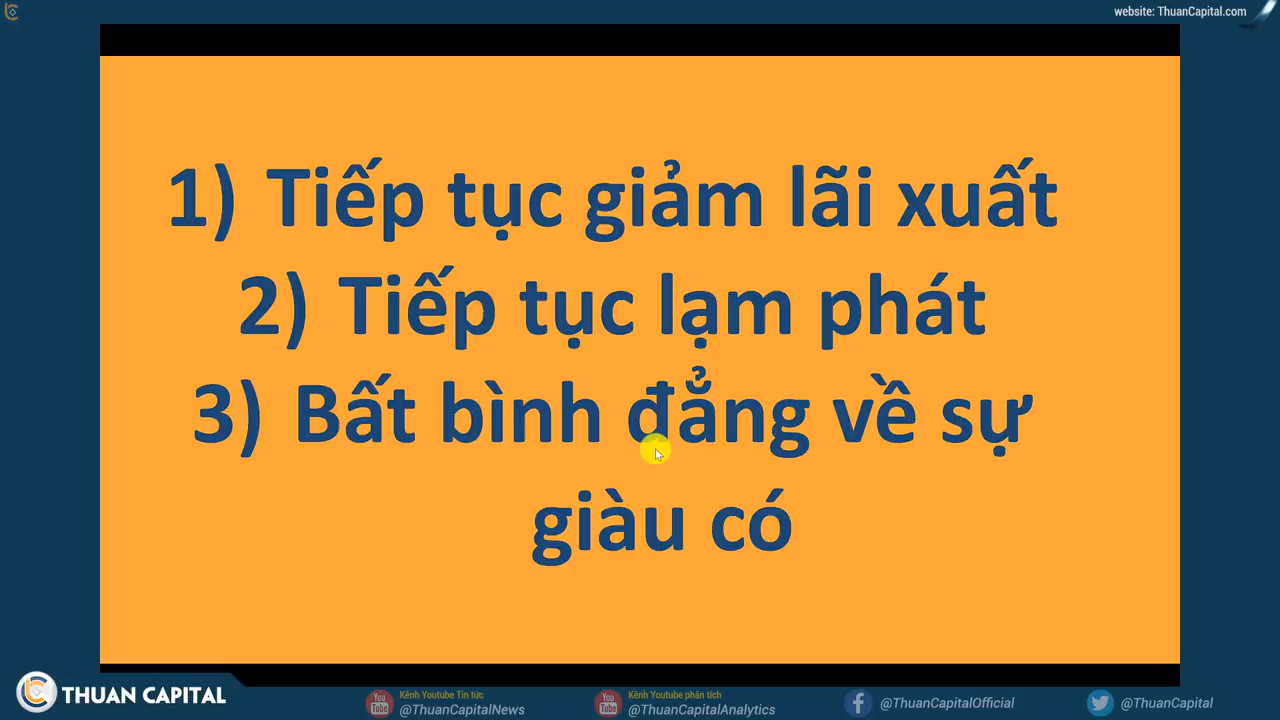 website: ThuanCapital.com
1) Tiếp tục giảm lãi xuất
2) Tiếp tục lạm phát
3) Bất bình đẳng về sự
giàu có
THUAN CAPITAL
Kênh Youtube Tin tức
@ThuanCapitalNews
Kênh Youtube phân tích
@ThuanCapitalAnalytics
@ThuanCapitalOfficial
@ThuanCapital